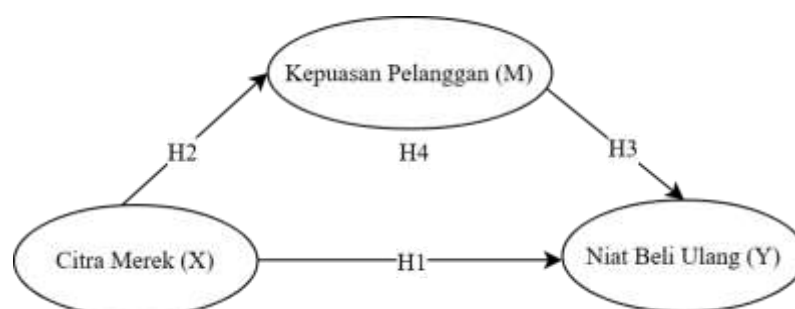 Kepuasan Pelanggan (M)
H2
H4
H3
Citra Merek (X)
H1
Niat Beli Ulang (Y)